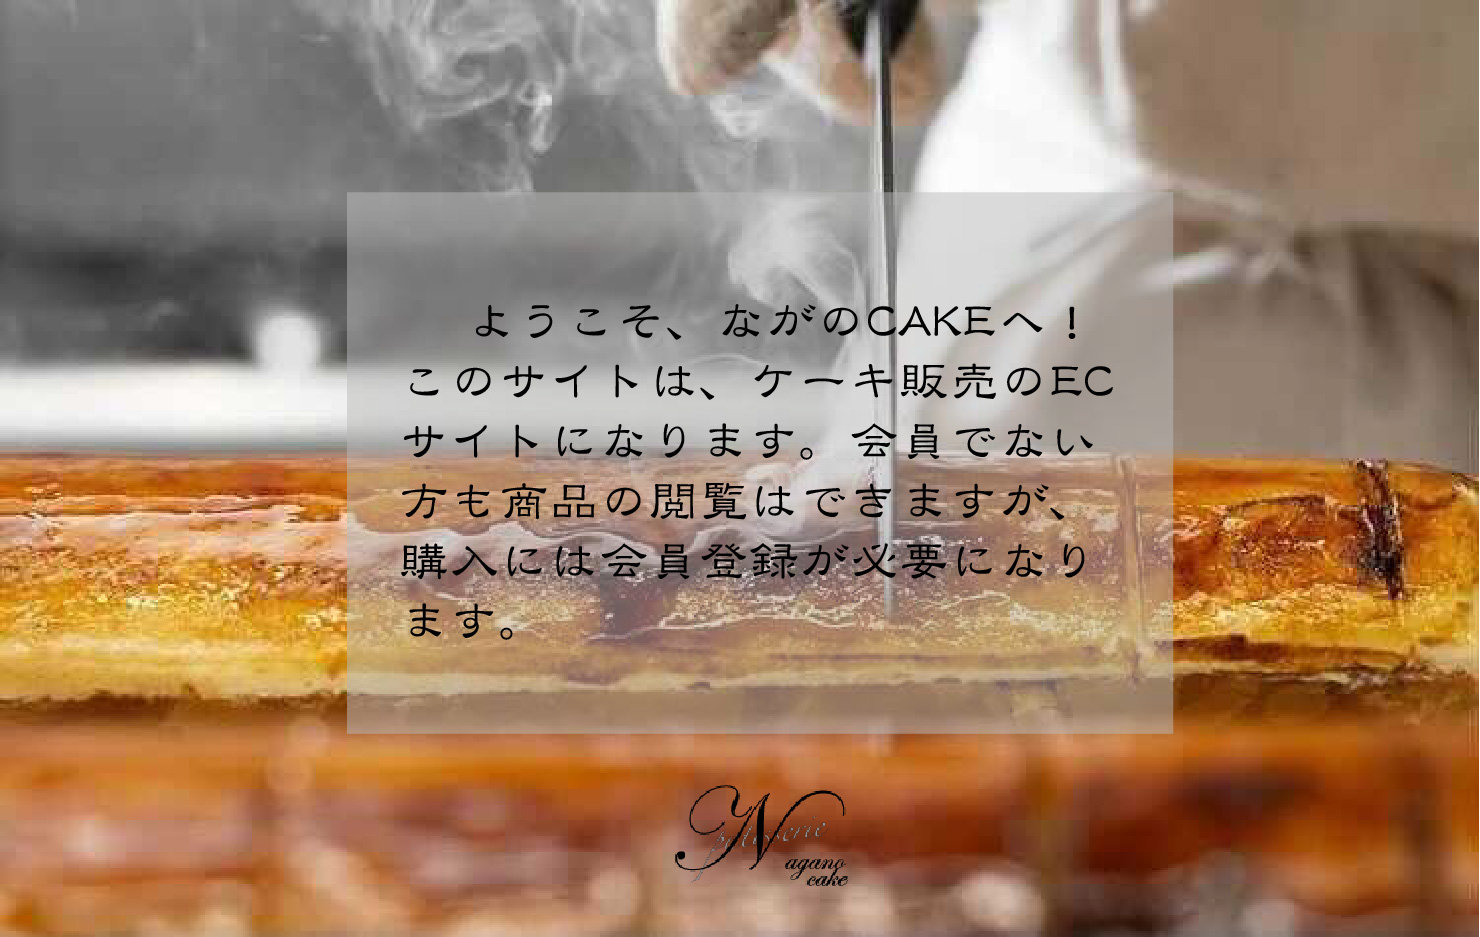 ようこそ、ながのCAKEへ！
このサイトは、ケーキ販売のEC
サイトになります。会員でない
方も商品の閲覧はできますが、
購入には会員登録が必要になり
ます。
patisserie
Nagano
cake